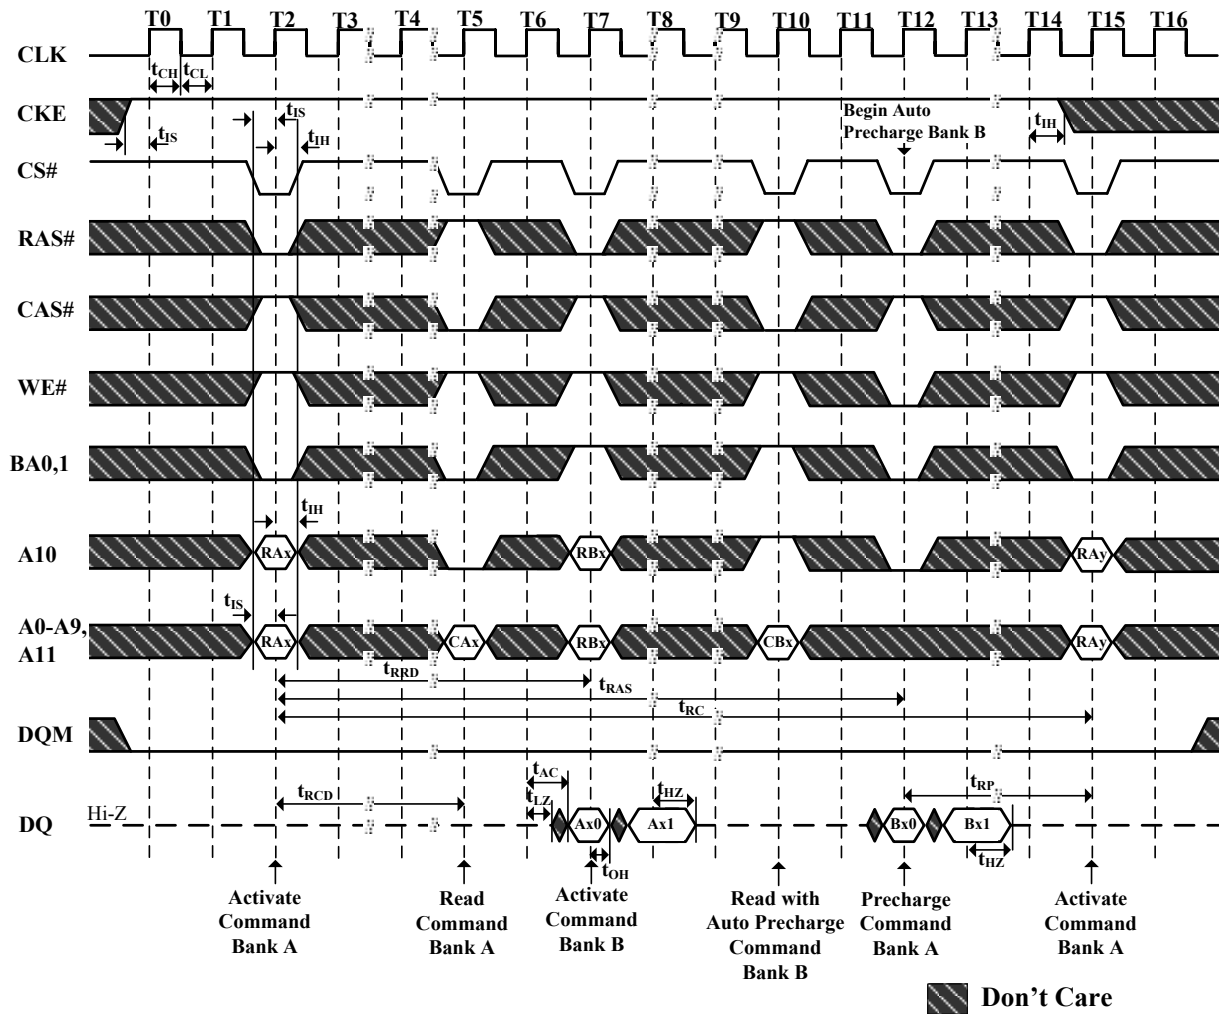 T0 T1 T2 T3 T4 T5 T6 T7 T8 T9 T10 T11 T12 T13 T14 T15 T16
CLK
tCH tCL
CKE
tIS
tIS
tIH
Begin Auto
Precharge Bank B
tIH
CS#
RAS#
CAS#
WE#
BA0,1
tIH
A10
RAx RBx RAy
tIS
A0-A9,
A11
RAx CAx RBx CBx RAy
tRRD
tRAS
tRC
DQM
tRCD
tAC
tLZ
tHZ
tRP
Hi-Z
DQ
Ax0 Ax1 Bx0 Bx1
tOH
tHZ
Activate
Command
Bank A
Read
Command
Bank A
Activate
Command
Bank B
Read with
Auto Precharge
Command
Bank B
Precharge
Command
Bank A
Activate
Command
Bank A
Don't Care